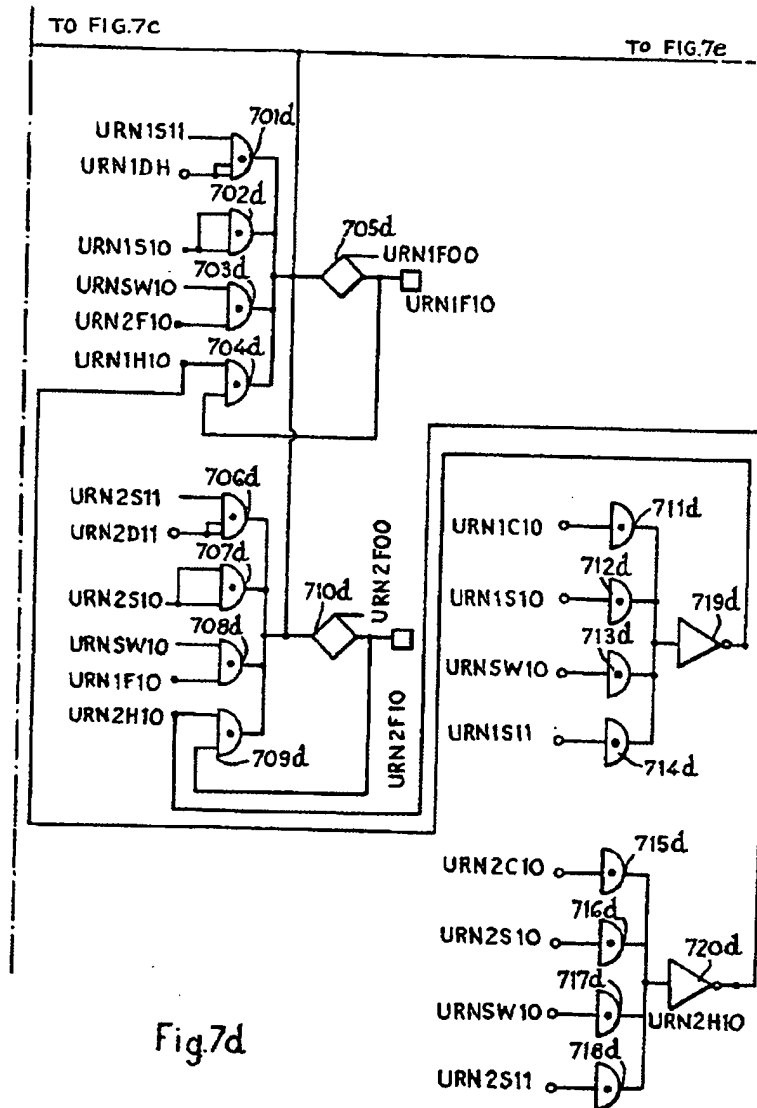 TO FIG.7c
TO FIG.7e
701d
URN1S11
URN1DH
702d
URN1S10
705d
URN1F00
URN1F10
703d
URNSW10
URN2F10
URN1H10
704d
706d
URN2S11
URN2D11
707d
URN2S10
710d
URN2F00
708d
URNSW10
URN1F10
URN2H10
URN2F10
709d
711d
URN1C10
712d
URN1S10
719d
713d
URNSW10
URN1S11
714d
715d
URN2C10
716d
URN2S10
720d
717d
URNSW10
URN2H10
718d
URN2S11
Fig.7d